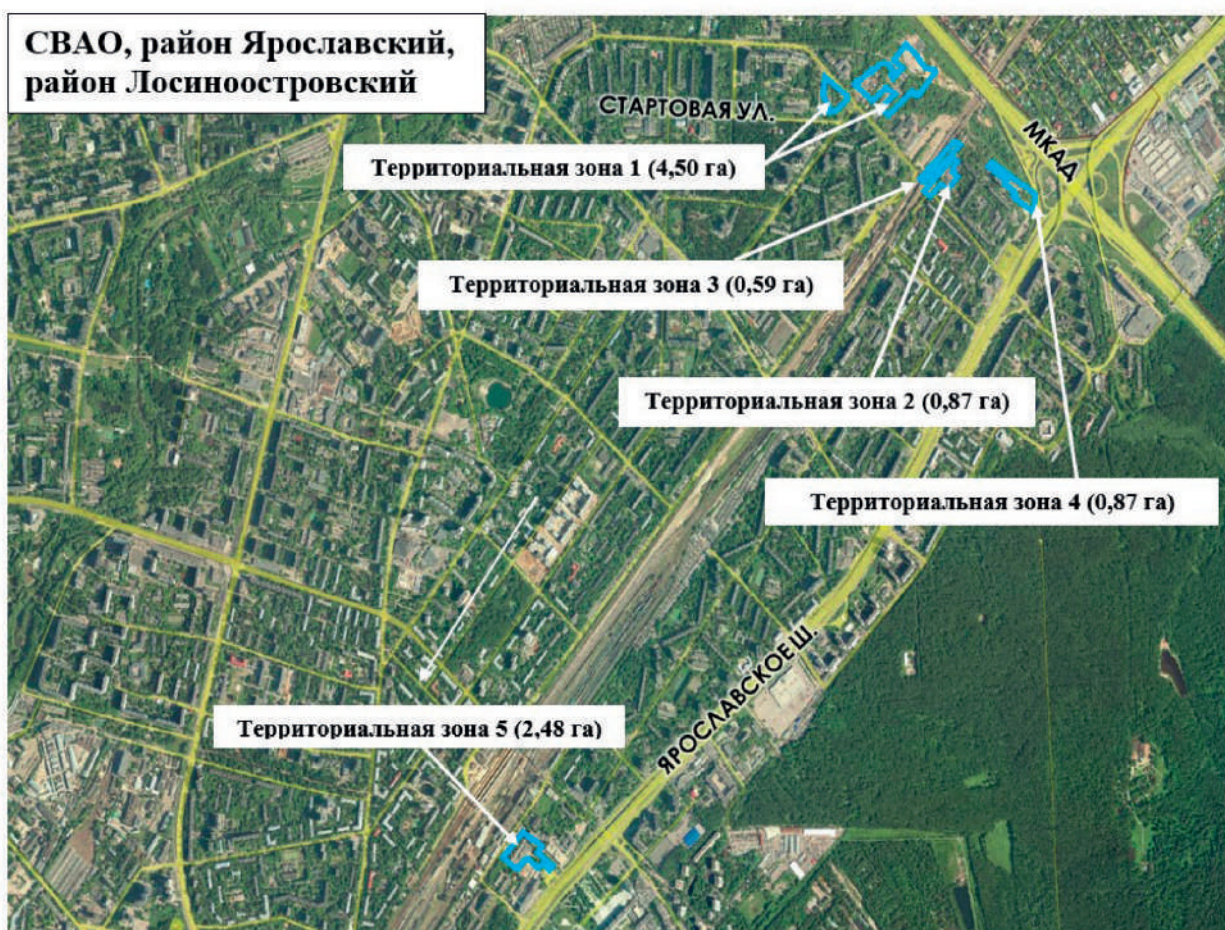 СВАО, район Ярославский,
район Лосиноостровский
СТАРТОВАЯ УЛ.
МКАД
Территориальная зона 1 (4,50 га)
Территориальная зона 3 (0,59 га)
Территориальная зона 2 (0,87 га)
Территориальная зона 4 (0,87 га)
ЯРОСЛАВСКОЕ Ш.
Территориальная зона 5 (2,48 га)